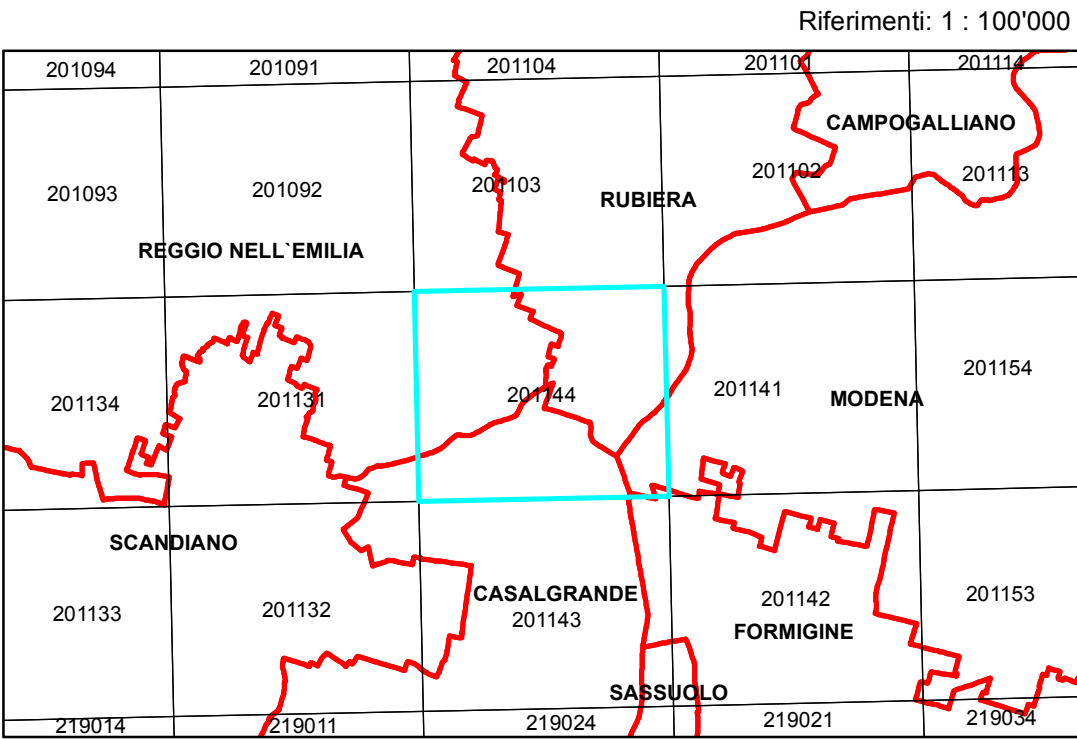 Riferimenti: 1 : 100'000
201094 201091 201104 201101 201114
CAMPOGALLIANO
201093 201092 201103 201102 201113
RUBIERA
REGGIO NELL`EMILIA
201134 201131 201144 201141 201154
MODENA
SCANDIANO
CASALGRANDE
201133 201132 201143 201142 201153
FORMIGINE
SASSUOLO
219014 219011 219024 219021 219034